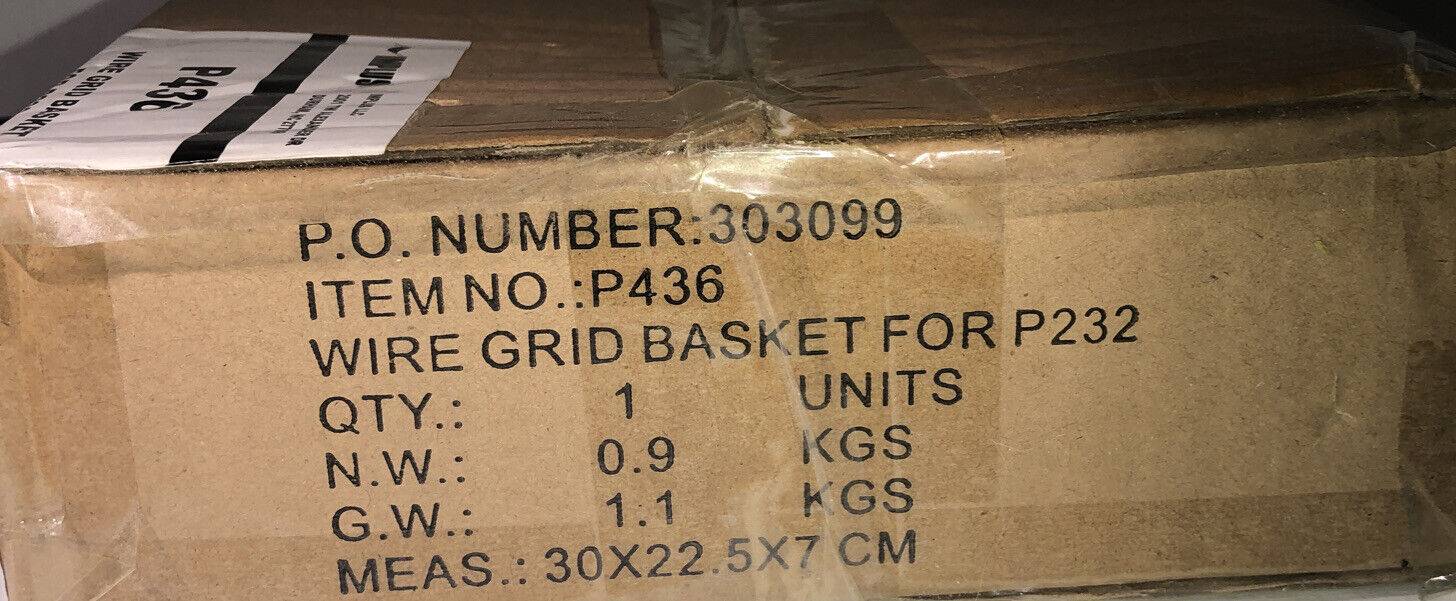 P436
WIRE GRID BASKET
P.O. NUMBER:303099
ITEM NO.:P436
WIRE GRID BASKET FOR P232
QTY.: 1 UNITS
N.W.: 0.9 KGS
G.W.: 1.1 KGS
MEAS.: 30X22.5X7 CM